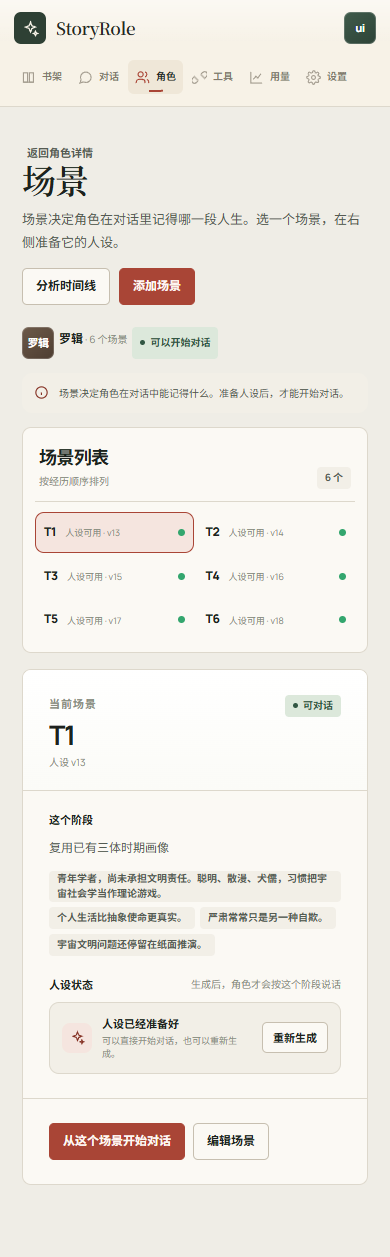 StoryRole
ui
书架 对话 角色 工具 用量 设置
返回角色详情
场景
场景决定角色在对话里记得哪一段人生。选一个场景，在右
侧准备它的人设。
分析时间线 添加场景
罗辑 罗辑 · 6 个场景 可以开始对话
场景决定角色在对话中能记得什么。准备人设后，才能开始对话。
场景列表
按经历顺序排列
6 个
T1 人设可用 · v13 T2 人设可用 · v14
T3 人设可用 · v15 T4 人设可用 · v16
T5 人设可用 · v17 T6 人设可用 · v18
当前场景 可对话
T1
人设 v13
这个阶段
复用已有三体时期画像
青年学者，尚未承担文明责任。聪明、散漫、犬儒，习惯把宇
宙社会学当作理论游戏。
个人生活比抽象使命更真实。 严肃常常只是另一种自欺。
宇宙文明问题还停留在纸面推演。
人设状态 生成后，角色才会按这个阶段说话
人设已经准备好
可以直接开始对话，也可以重新生
成。
重新生成
从这个场景开始对话 编辑场景